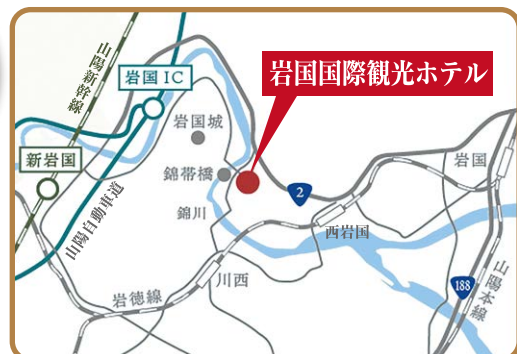 山陽新幹線
岩国IC
岩国国際観光ホテル
岩国城
新岩国
錦帯橋
岩国
2
山陽自動車道
錦川
西岩国
川西
岩徳線
山陽本線
188